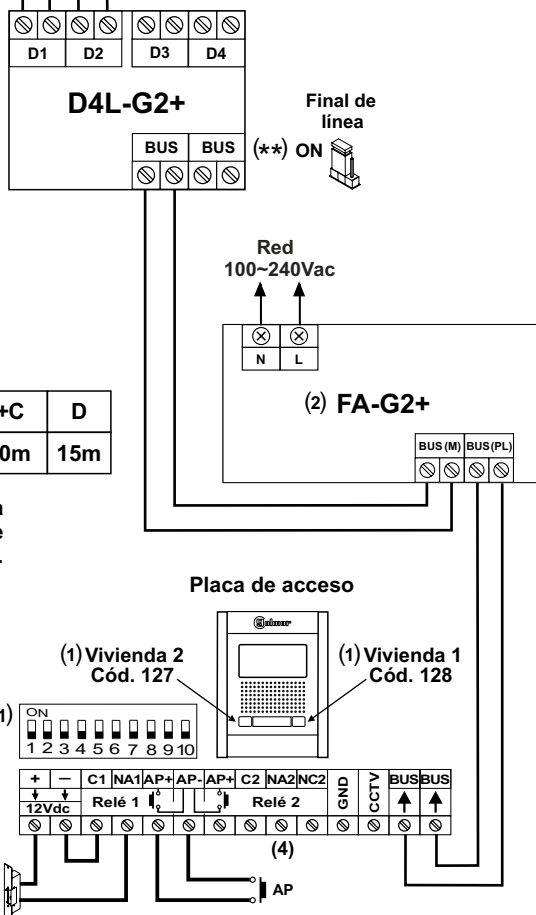 D1 D2 D3 D4
D4L-G2+
BUS BUS
(**) ON
Final de
línea
Red
100~240Vac
N L
(2) FA-G2+
BUS (M) BUS (PL)
+C D
0m 15m
a
e
.
Placa de acceso
Golmar
(1) Vivienda 2
Cód. 127
(1) Vivienda 1
Cód. 128
1)
ON
1 2 3 4 5 6 7 8 9 10
+ – C1 NA1 AP+ AP- AP+ C2 NA2 NC2 GND CCTV BUS BUS
12Vdc Relé 1 Relé 2
(4)
AP